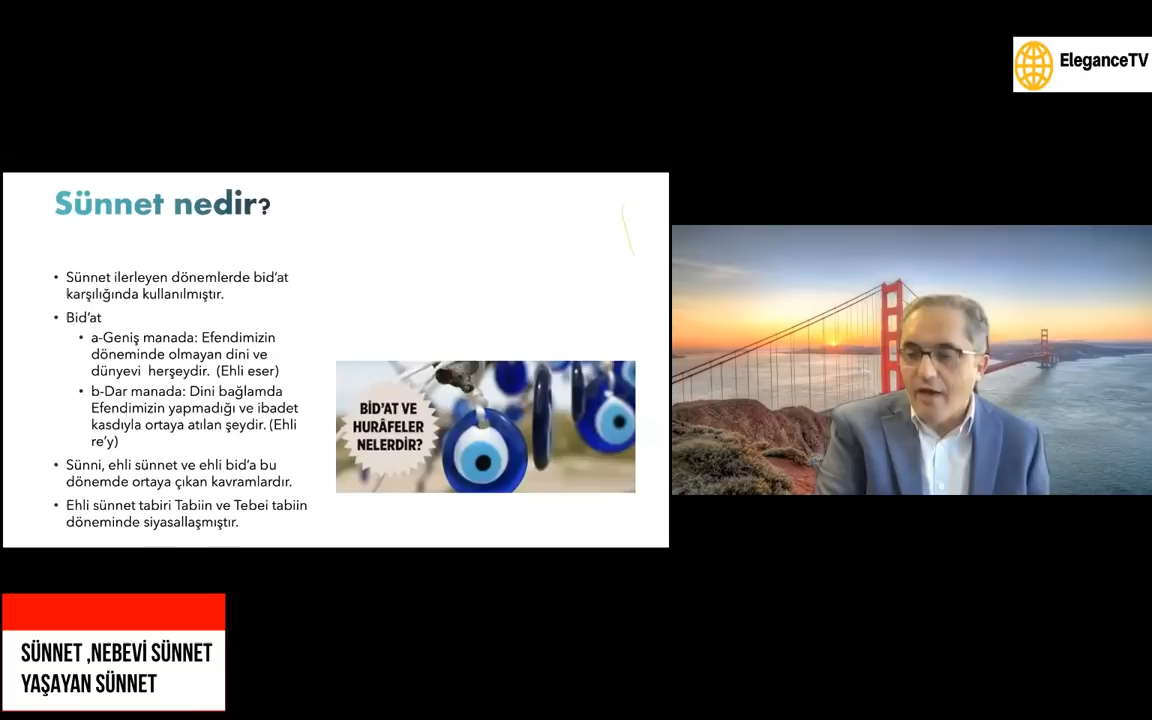 EleganceTV
Sünnet nedir?
• Sünnet ilerleyen dönemlerde bid'at
karşılığında kullanılmıştır.
• Bid'at
• a-Geniş manada: Efendimizin
döneminde olmayan dini ve
dünyevi herşeydir. (Ehli eser)
• b-Dar manada: Dini bağlamda
Efendimizin yapmadığı ve ibadet
kasdıyla ortaya atılan şeydir. (Ehli
re'y)
• Sünni, ehli sünnet ve ehli bid'a bu
dönemde ortaya çıkan kavramlardır.
• Ehli sünnet tabiri Tabiin ve Tebei tabiin
döneminde siyasallaşmıştır.
BİD'AT VE
HURÂFELER
NELERDİR?
SÜNNET ,NEBEVİ SÜNNET
YAŞAYAN SÜNNET